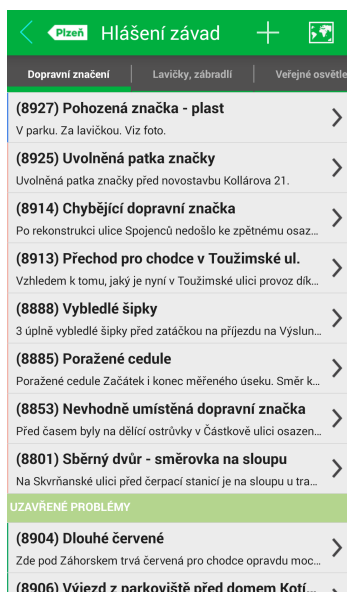 Plzeň Hlášení závad
Dopravní značení Lavičky, zábradlí Veřejné osvětle
(8927) Pohozená značka - plast
V parku. Za lavičkou. Viz foto.
(8925) Uvolněná patka značky
Uvolněná patka značky před novostavbu Kollárova 21.
(8914) Chybějící dopravní značka
Po rekonstrukci ulice Spojenců nedošlo ke zpětnému osaz...
(8913) Přechod pro chodce v Toužimské ul.
Vzhledem k tomu, jaký je nyní v Toužimské ulici provoz dík...
(8888) Vybledlé šipky
3 úplně vybledlé šipky před zatáčkou na příjezdu na Výslun...
(8885) Poražené cedule
Poražené cedule Začátek i konec měřeného úseku. Směr k...
(8853) Nevhodně umístěná dopravní značka
Před časem byly na dělící ostrůvky v Částkově ulici osazen...
(8801) Sběrný dvůr - směrovka na sloupu
Na Skvrňanské ulici před čerpací stanicí je na sloupu u tra...
UZAVŘENÉ PROBLÉMY
(8904) Dlouhé červené
Zde pod Záhorskem trvá červená pro chodce opravdu moc...
(8906) Výjezd z parkoviště před domem Kotí...